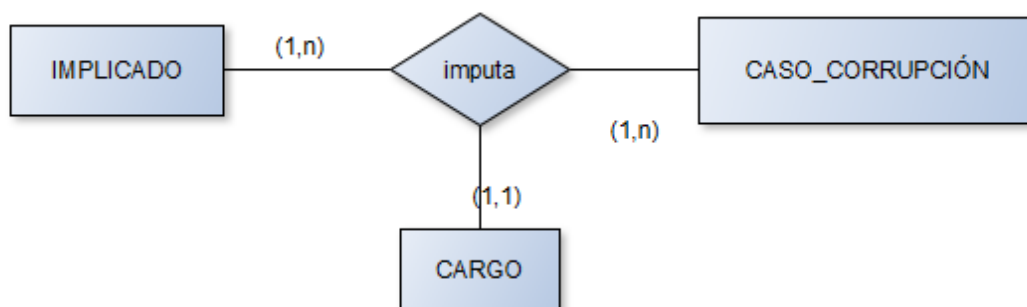 IMPLICADO
(1,n)
imputa
CASO_CORRUPCIÓN
(1,n)
(1,1)
CARGO